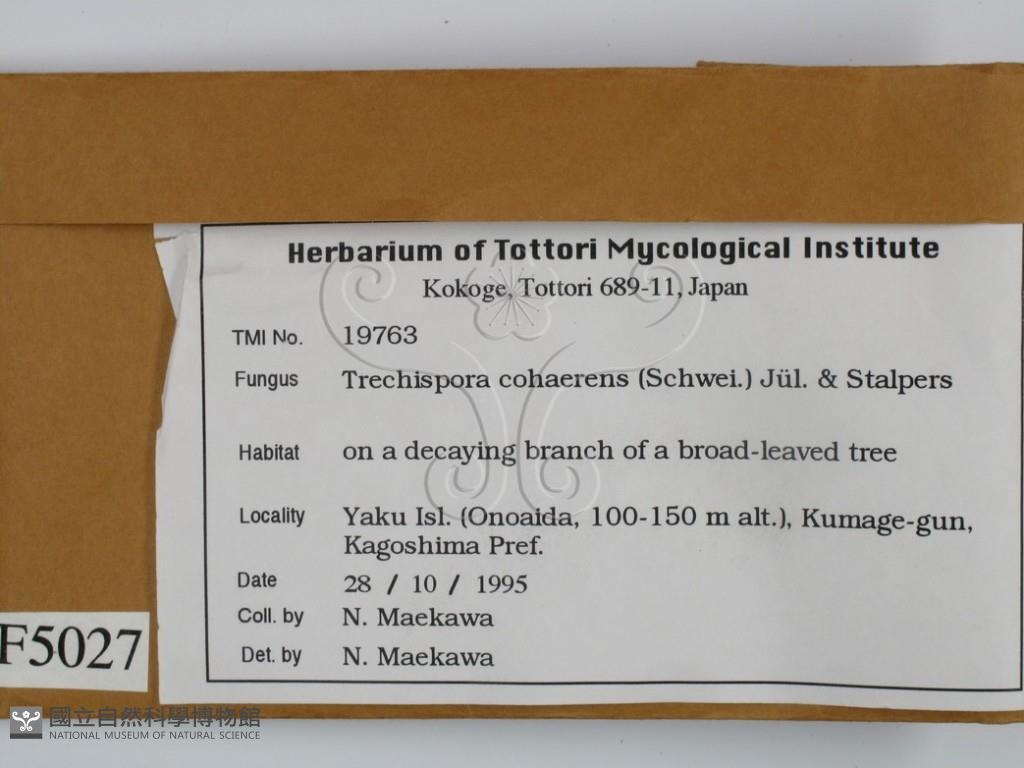 Herbarium of Tottori Mycological Institute
Kokoge, Tottori 689-11, Japan
TMI No. 19763
Fungus Trechispora cohaerens (Schwei.) Jül. & Stalpers
Habitat on a decaying branch of a broad-leaved tree
Locality Yaku Isl. (Onoaida, 100-150 m alt.), Kumage-gun,
Kagoshima Pref.
Date 28 / 10 / 1995
Coll. by N. Maekawa
Det. by N. Maekawa
F5027
國立自然科學博物館
NATIONAL MUSEUM OF NATURAL SCIENCE